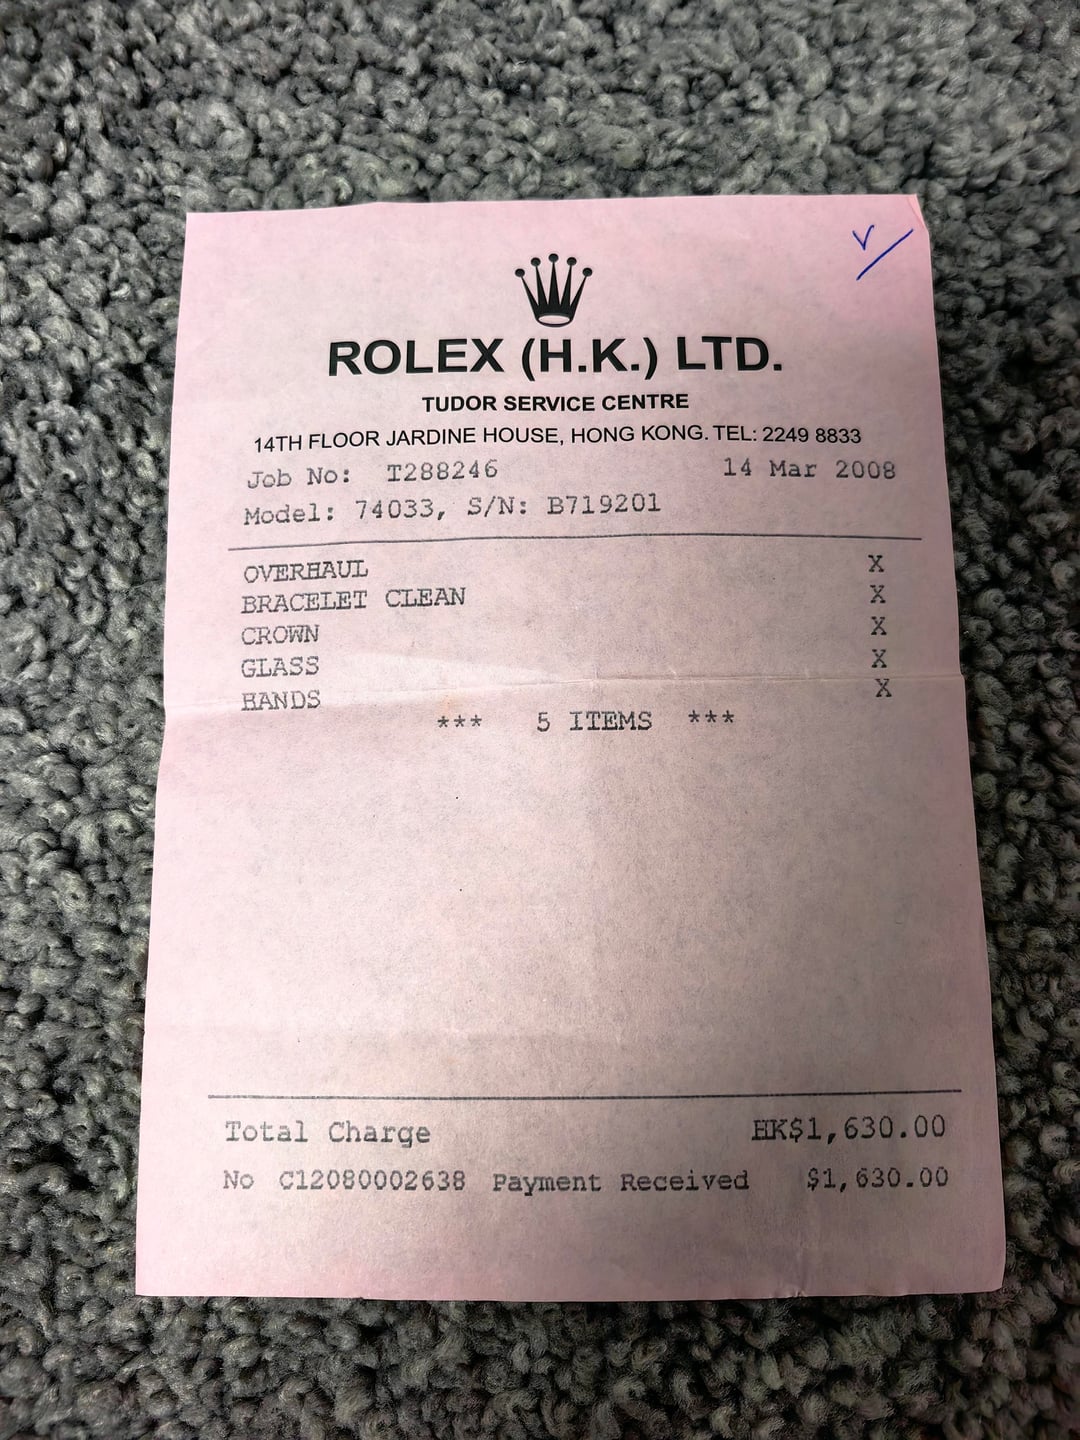 ROLEX (H.K.) LTD.
TUDOR SERVICE CENTRE
14TH FLOOR JARDINE HOUSE, HONG KONG. TEL: 2249 8833
Job No: T288246 14 Mar 2008
Model: 74033, S/N: B719201
OVERHAUL X
BRACELET CLEAN X
CROWN X
GLASS X
HANDS X
*** 5 ITEMS ***
Total Charge HK$1,630.00
No C12080002638 Payment Received $1,630.00